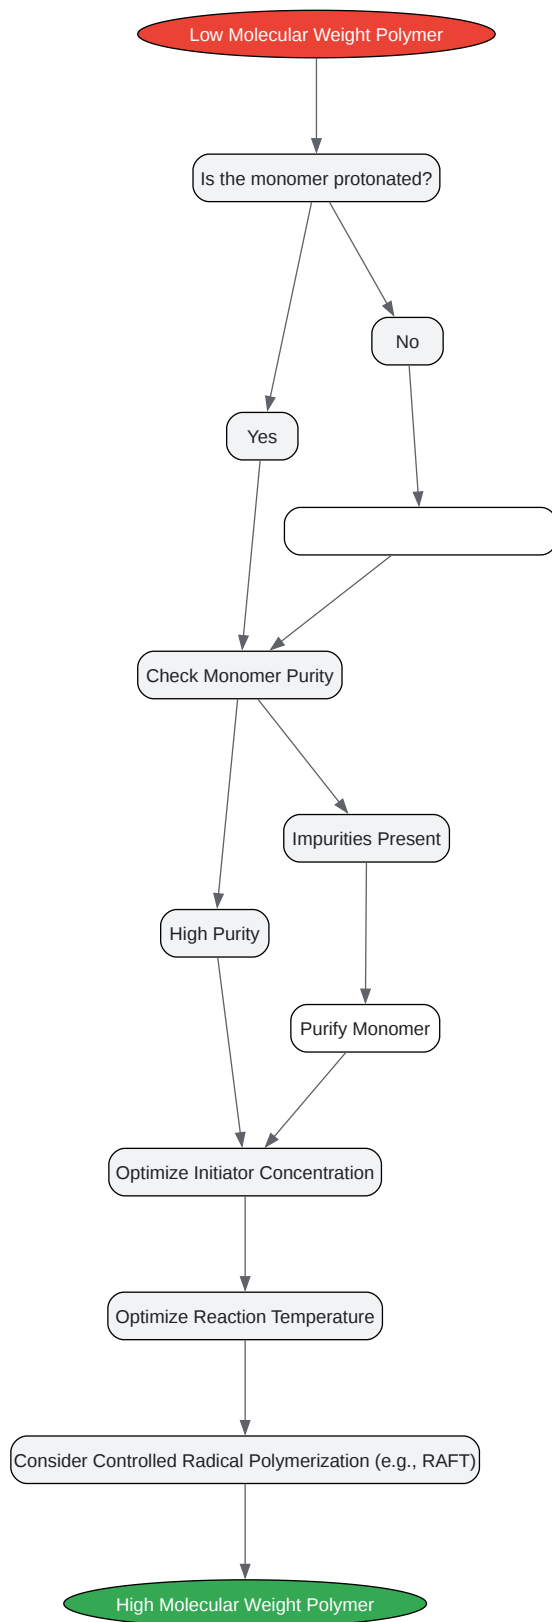 Low Molecular Weight Polymer
Is the monomer protonated?
No
Yes
Check Monomer Purity
Impurities Present
High Purity
Purify Monomer
Optimize Initiator Concentration
Optimize Reaction Temperature
Consider Controlled Radical Polymerization (e.g., RAFT)
High Molecular Weight Polymer